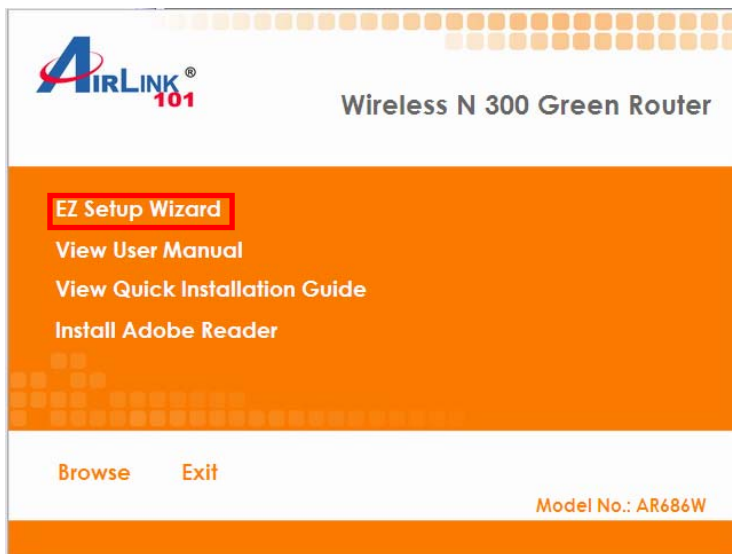 AIRLINK ®
101
Wireless N 300 Green Router
EZ Setup Wizard
View User Manual
View Quick Installation Guide
Install Adobe Reader
Browse Exit
Model No.: AR686W